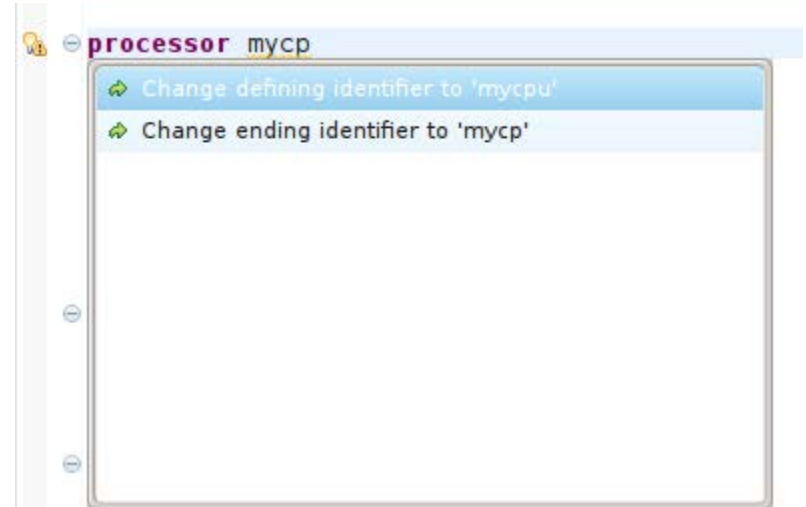 processor mycp
Change defining identifier to 'mycpu'
Change ending identifier to 'mycp'